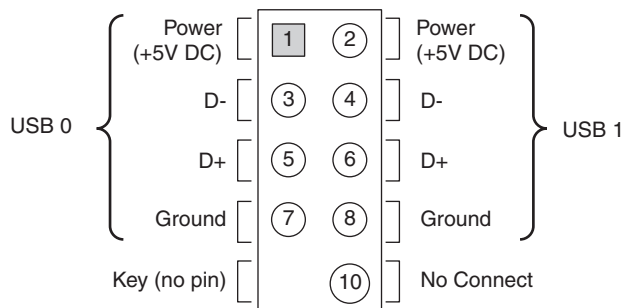 Power
(+5V DC)
1
2
Power
(+5V DC)
D-
3
4
D-
USB 0
USB 1
D+
5
6
D+
Ground
7
8
Ground
Key (no pin)
10
No Connect